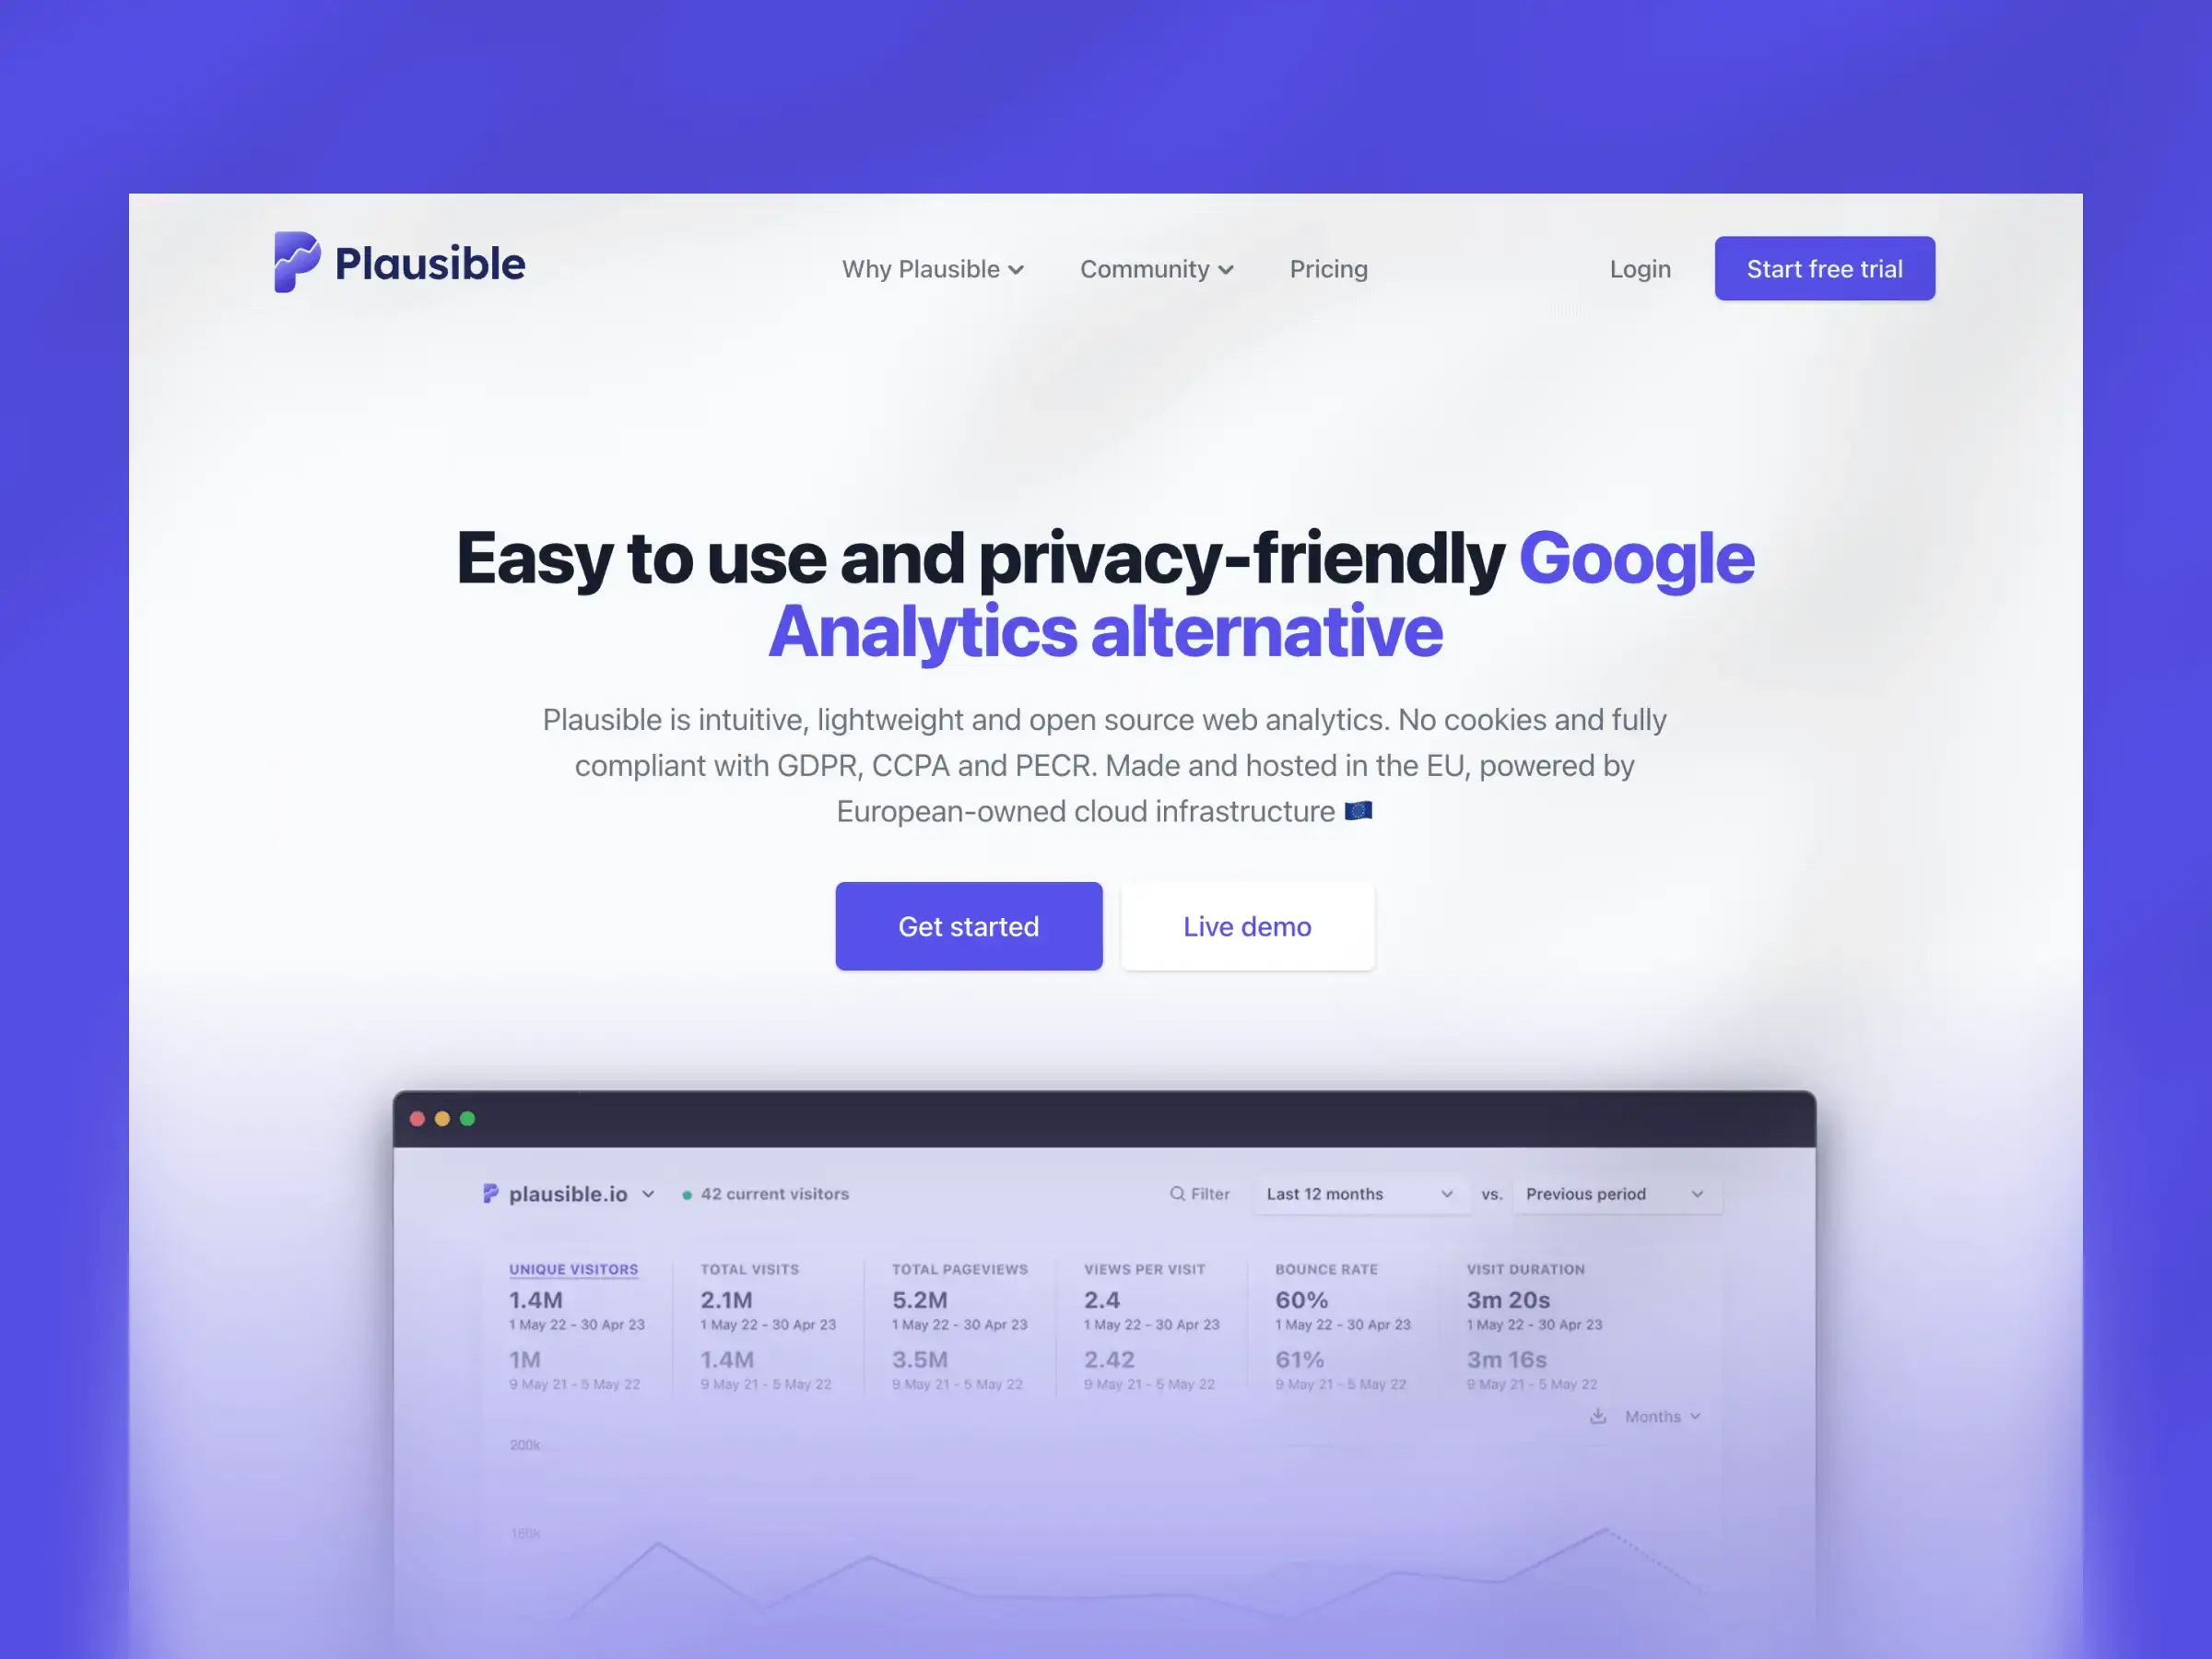 Plausible
Why Plausible
Community
Pricing
Login
Start free trial
Easy to use and privacy-friendly Google
Analytics alternative
Plausible is intuitive, lightweight and open source web analytics. No cookies and fully
compliant with GDPR, CCPA and PECR. Made and hosted in the EU, powered by
European-owned cloud infrastructure 🇪🇺
Get started
Live demo
plausible.io
42 current visitors
Filter
Last 12 months
vs.
Previous period
UNIQUE VISITORS
1.4M
1 May 22 - 30 Apr 23
1M
9 May 21 - 5 May 22
TOTAL VISITS
2.1M
1 May 22 - 30 Apr 23
1.4M
9 May 21 - 5 May 22
TOTAL PAGEVIEWS
5.2M
1 May 22 - 30 Apr 23
3.5M
9 May 21 - 5 May 22
VIEWS PER VISIT
2.4
1 May 22 - 30 Apr 23
2.42
9 May 21 - 5 May 22
BOUNCE RATE
60%
1 May 22 - 30 Apr 23
61%
9 May 21 - 5 May 22
VISIT DURATION
3m 20s
1 May 22 - 30 Apr 23
3m 16s
9 May 21 - 5 May 22
Months
200k
150k